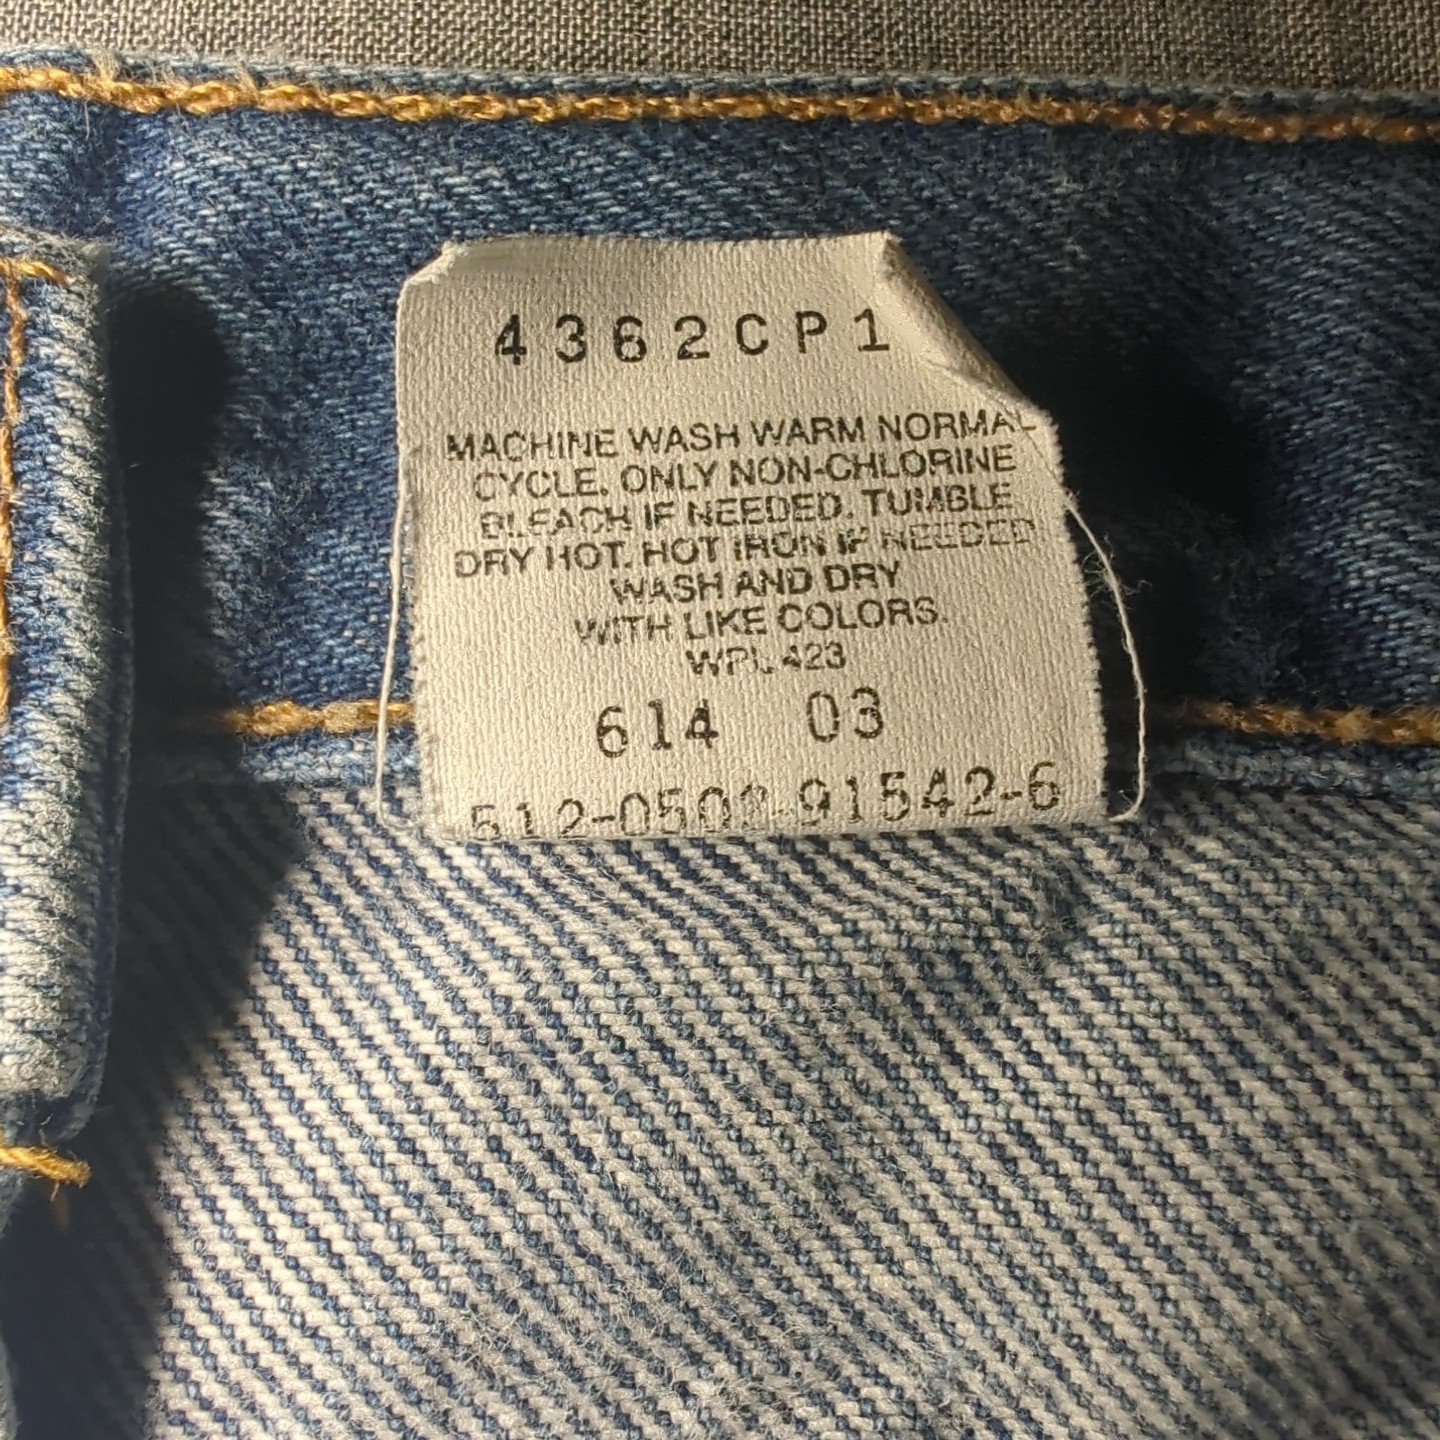 4362CP1
MACHINE WASH WARM NORMAL
CYCLE. ONLY NON-CHLORINE
BLEACH IF NEEDED. TUMBLE
DRY HOT. HOT IRON IF NEEDED
WASH AND DRY
WITH LIKE COLORS.
WPL 423
614 03